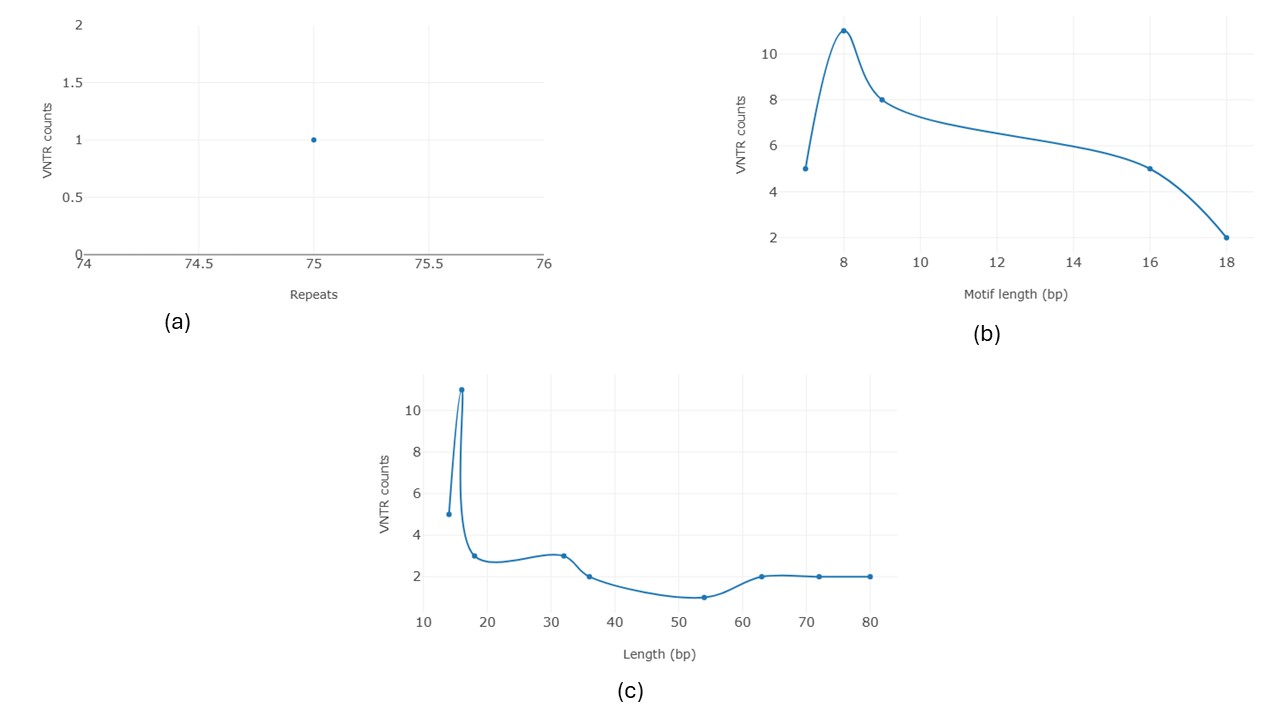 2
1.5
1
0.5
0
VNTR counts
74 74.5 75 75.5 76
Repeats
(a)
10
8
6
4
2
VNTR counts
8 10 12 14 16 18
Motif length (bp)
(b)
10
8
6
4
2
VNTR counts
10 20 30 40 50 60 70 80
Length (bp)
(c)